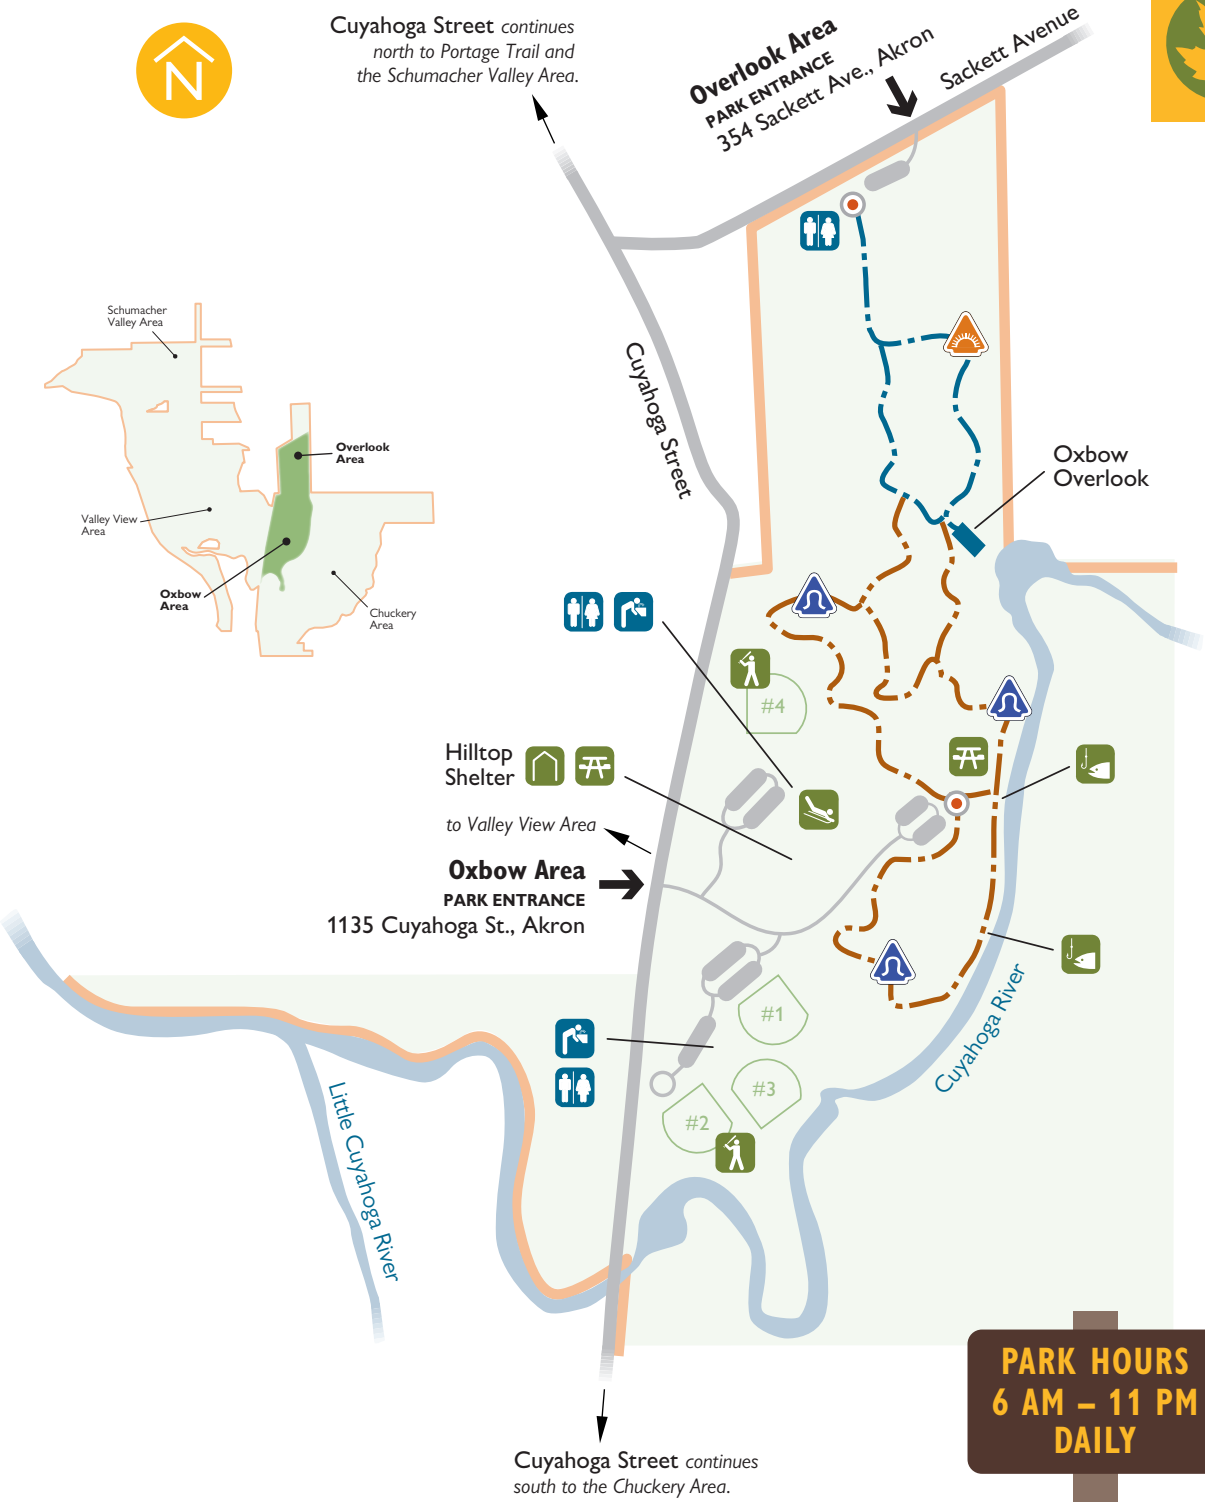 Cuyahoga Street continues
north to Portage Trail and
the Schumacher Valley Area.
N
Overlook Area
PARK ENTRANCE
354 Sackett Ave., Akron
Sackett Avenue
Cuyahoga Street
Schumacher
Valley Area
Overlook
Area
Valley View
Area
Oxbow
Area
Chuckery
Area
Oxbow
Overlook
#4
Hilltop
Shelter
to Valley View Area
Oxbow Area
PARK ENTRANCE
1135 Cuyahoga St., Akron
#1
#3
#2
Cuyahoga River
Little Cuyahoga River
PARK HOURS
6 AM – 11 PM
DAILY
Cuyahoga Street continues
south to the Chuckery Area.